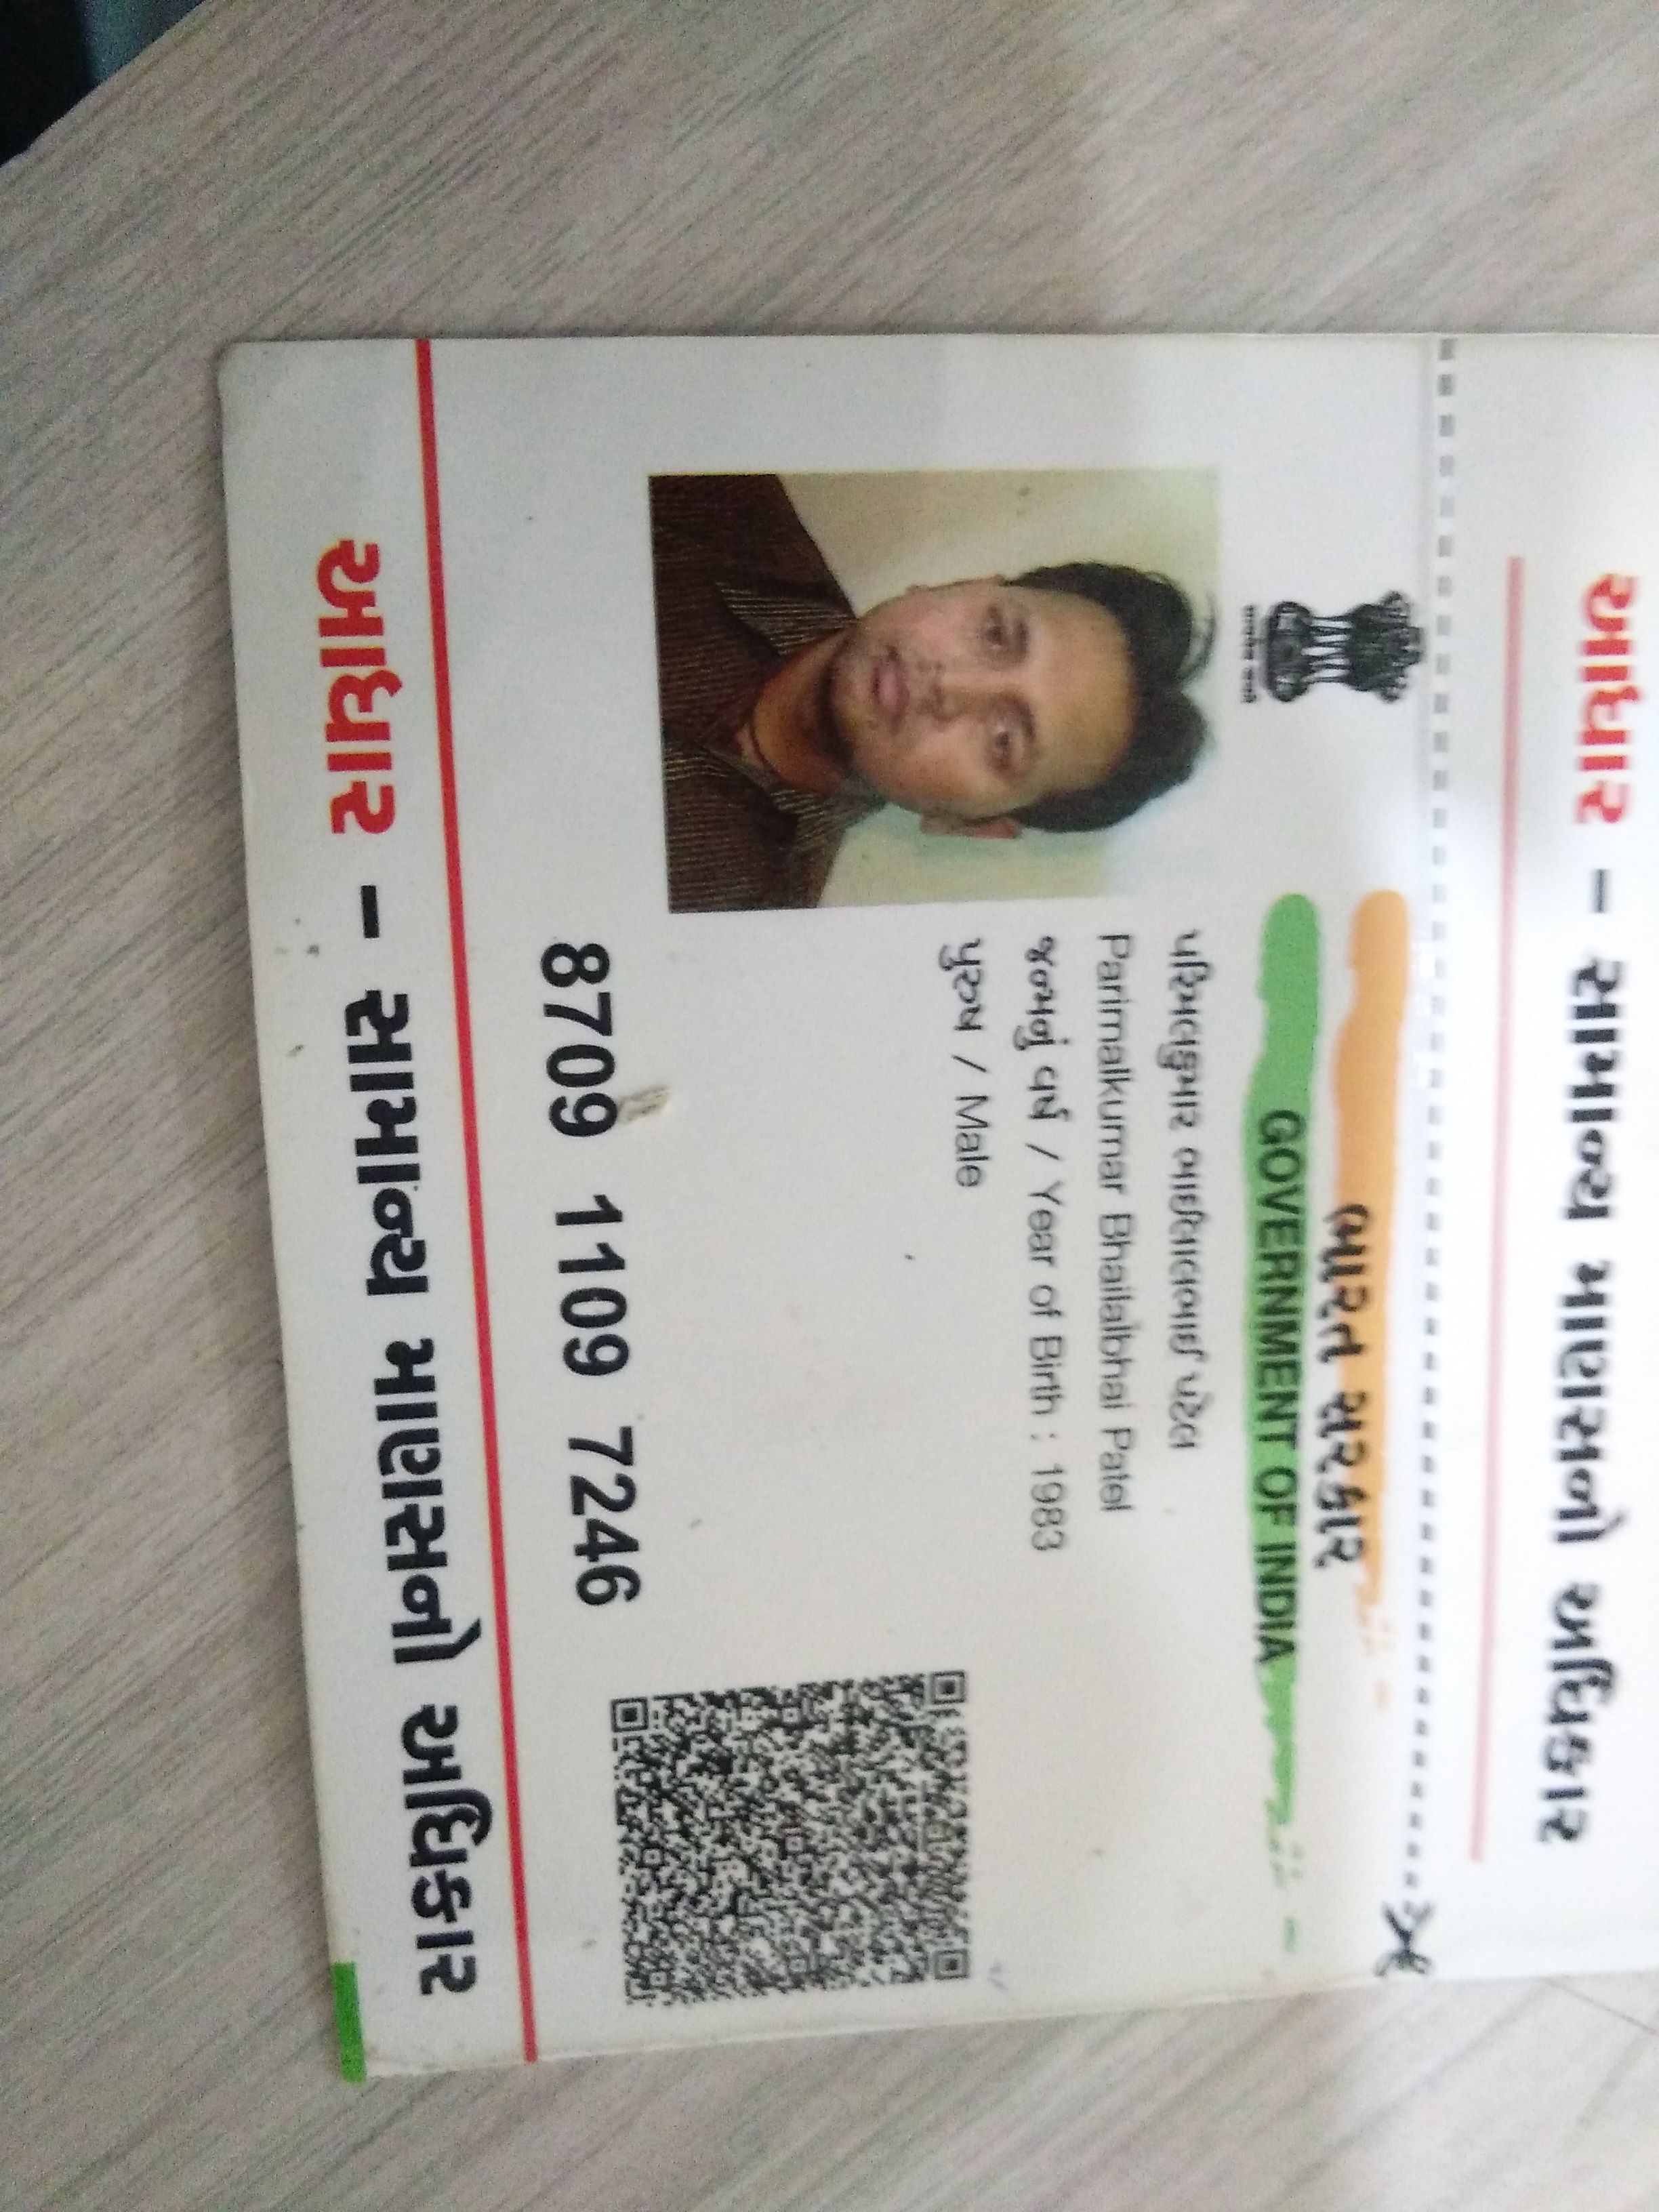 આધાર – સામાન્ય માણસનો અધિકાર
ભારત સરકાર
GOVERNMENT OF INDIA
પરિમલકુમાર ભાઈલાલભાઈ પટેલ
Parimalkumar Bhailalbhai Patel
જન્મનું વર્ષ / Year of Birth : 1983
પુરુષ / Male
8709 1109 7246
આધાર – સામાન્ય માણસનો અધિકાર